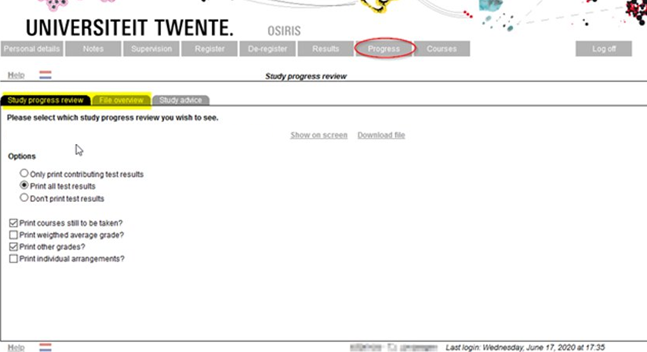 UNIVERSITEIT TWENTE. OSIRIS
Personal details Notes Supervision Register De-register Results Progress Courses Log off
Help Study progress review
Study progress review File overview Study advice
Please select which study progress review you wish to see.
Show on screen Download file
Options
Only print contributing test results
Print all test results
Don't print test results
Print courses still to be taken?
Print weigthed average grade?
Print other grades?
Print individual arrangements?
Help Last login: Wednesday, June 17, 2020 at 17:35